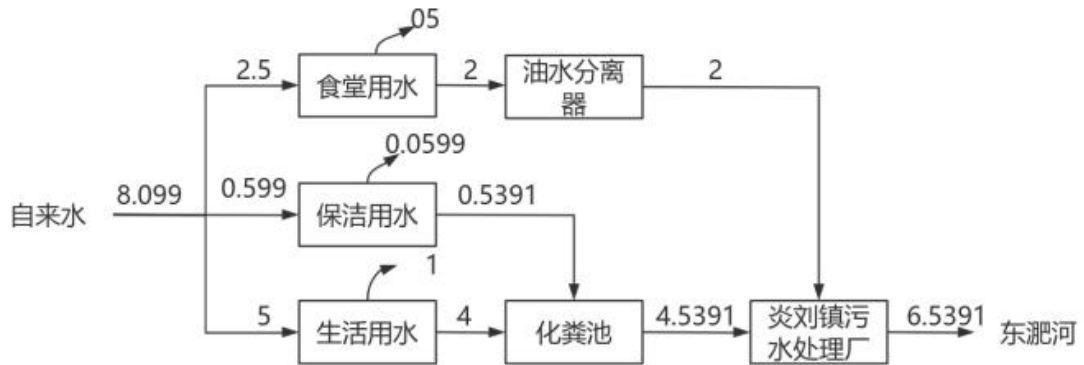 05
2.5
食堂用水
2
油水分离
器
2
0.0599
自来水
8.099
0.599
保洁用水
0.5391
1
5
生活用水
4
化粪池
4.5391
炎刘镇污
水处理厂
6.5391
东淝河